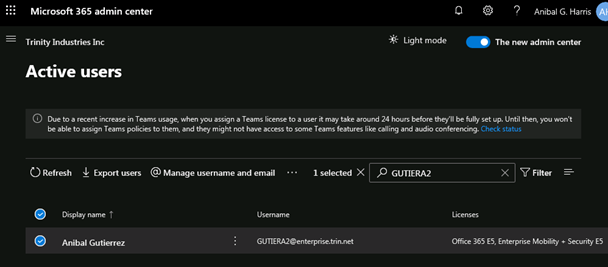 Microsoft 365 admin center
Anibal G. Harris
AH
Trinity Industries Inc
Light mode
The new admin center
Active users
Due to a recent increase in Teams usage, when you assign a Teams license to a user it may take around 24 hours before they'll be fully set up. Until then, you won't
be able to assign Teams policies to them, and they might not have access to some Teams features like calling and audio conferencing. Check status
Refresh
Export users
Manage username and email
1 selected
GUTIERA2
Filter
Display name ↑
Username
Licenses
Anibal Gutierrez
GUTIERA2@enterprise.trin.net
Office 365 E5, Enterprise Mobility + Security E5